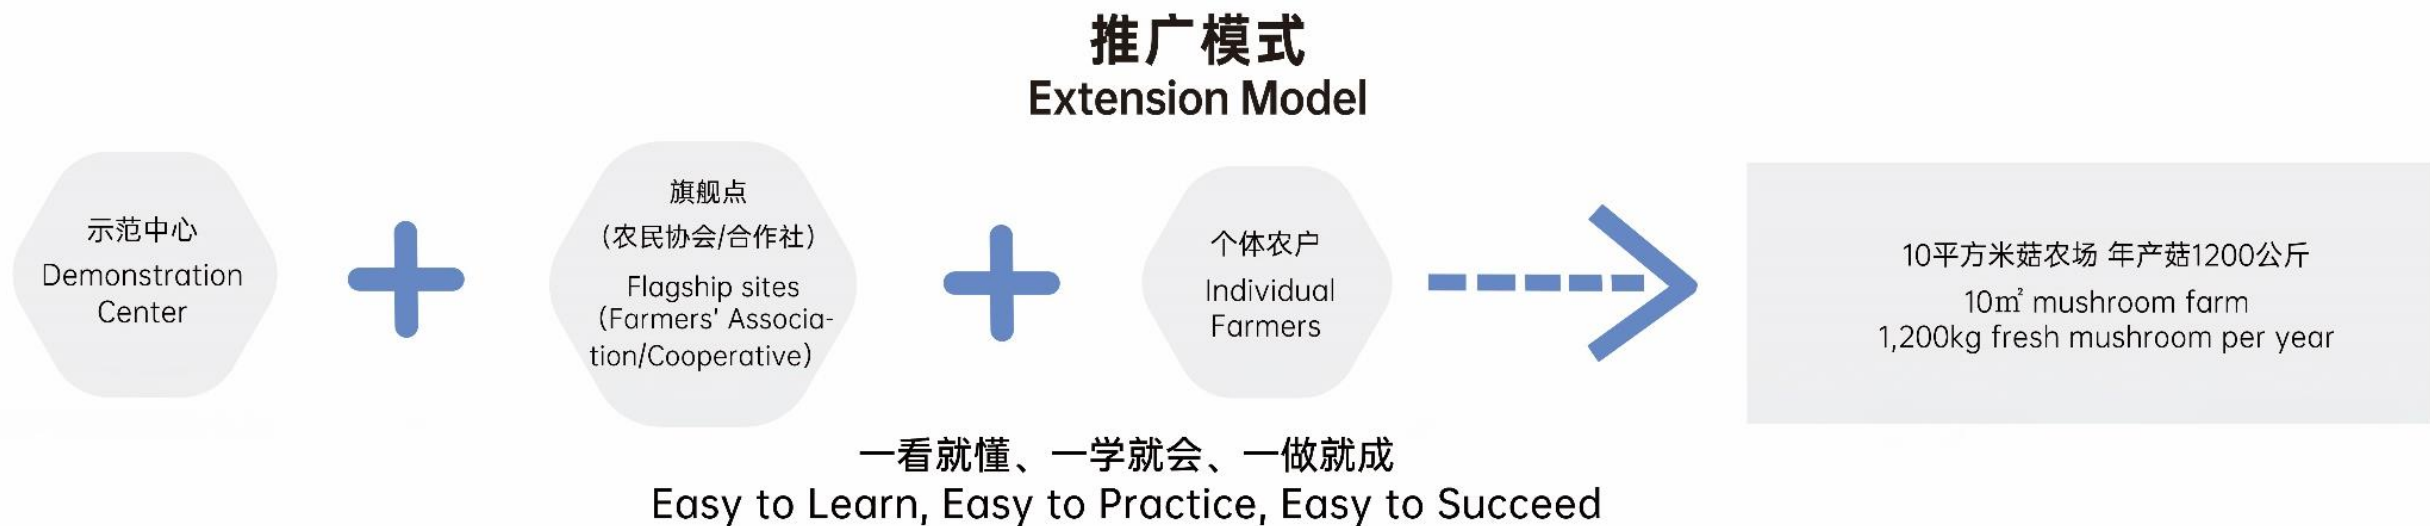 推广模式
Extension Model
示范中心
Demonstration
Center
旗舰点
(农民协会/合作社)
Flagship sites
(Farmers' Associa-
tion/Cooperative)
个体农户
Individual
Farmers
10平方米菇农场 年产菇1200公斤
10㎡ mushroom farm
1,200kg fresh mushroom per year
一看就懂、一学就会、一做就成
Easy to Learn, Easy to Practice, Easy to Succeed